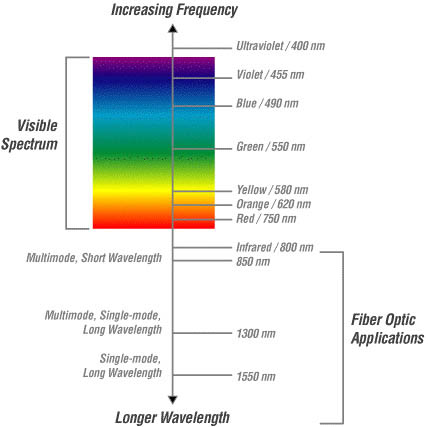 Increasing Frequency
Ultraviolet / 400 nm
Violet / 455 nm
Blue / 490 nm
Visible
Spectrum
Green / 550 nm
Yellow / 580 nm
Orange / 620 nm
Red / 750 nm
Infrared / 800 nm
Multimode, Short Wavelength
850 nm
Multimode, Single-mode,
Long Wavelength
1300 nm
Fiber Optic
Applications
Single-mode,
Long Wavelength
1550 nm
Longer Wavelength